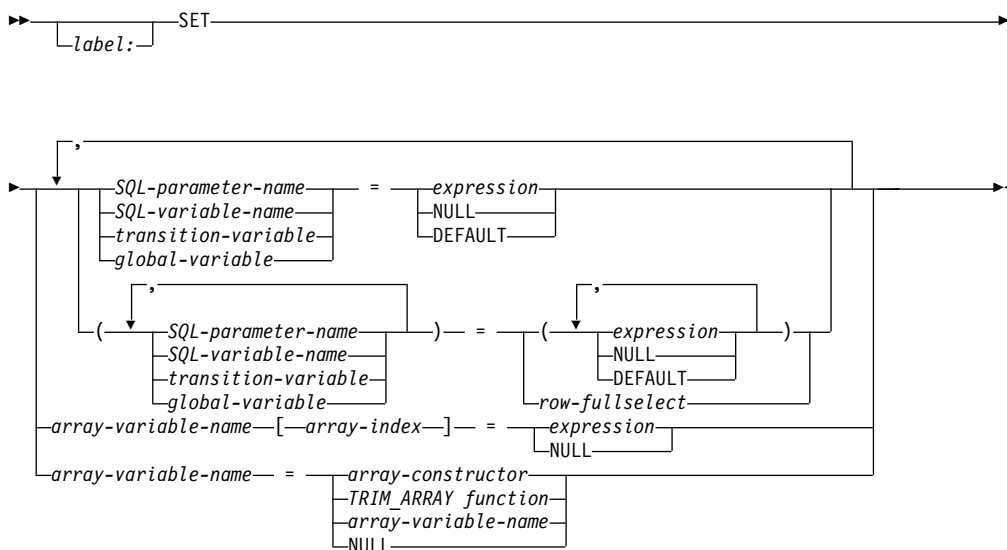 SET
label:
,
SQL-parameter-name = expression
SQL-variable-name NULL
transition-variable DEFAULT
global-variable
, ,
( SQL-parameter-name ) = ( expression )
SQL-variable-name NULL
transition-variable DEFAULT
global-variable row-fullselect
array-variable-name [ array-index ] = expression
NULL
array-variable-name = array-constructor
TRIM_ARRAY function
array-variable-name
NULL